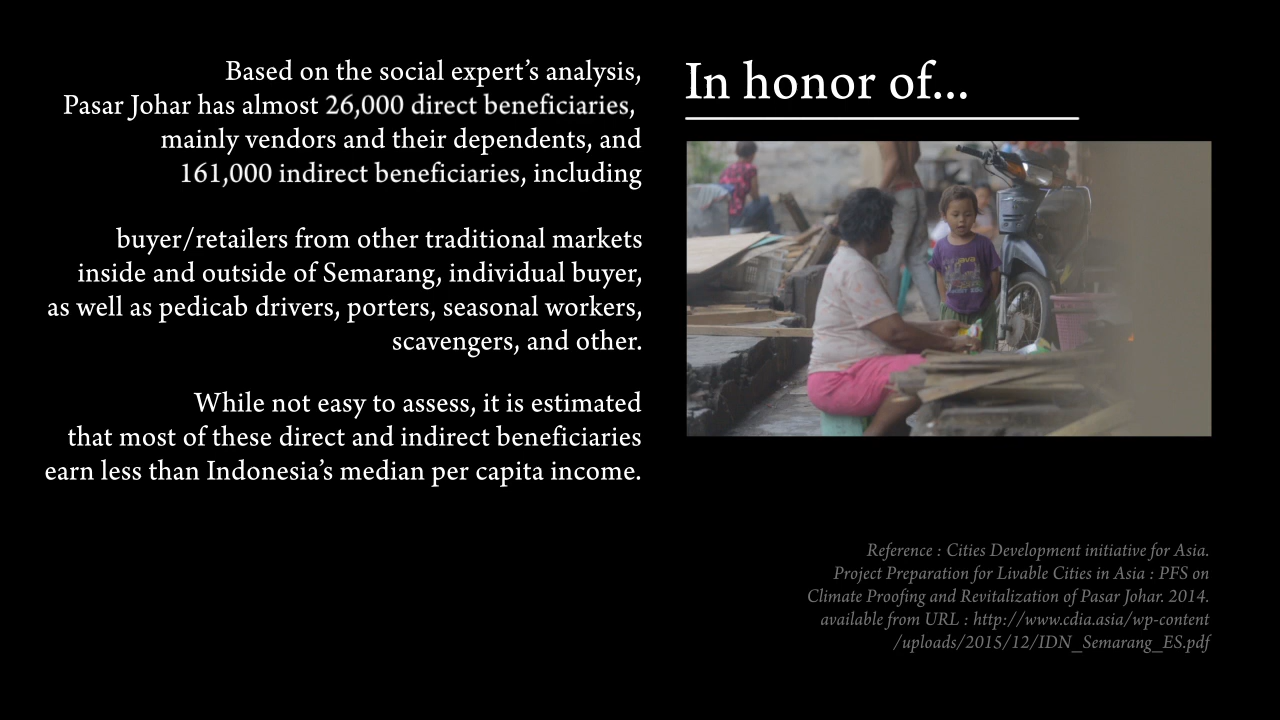 Based on the social expert's analysis,
Pasar Johar has almost 26,000 direct beneficiaries,
mainly vendors and their dependents, and
161,000 indirect beneficiaries, including
buyer/retailers from other traditional markets
inside and outside of Semarang, individual buyer,
as well as pedicab drivers, porters, seasonal workers,
scavengers, and other.
While not easy to assess, it is estimated
that most of these direct and indirect beneficiaries
earn less than Indonesia's median per capita income.
In honor of...
Reference : Cities Development initiative for Asia.
Project Preparation for Livable Cities in Asia : PFS on
Climate Proofing and Revitalization of Pasar Johar. 2014.
available from URL : http://www.cdia.asia/wp-content
/uploads/2015/12/IDN_Semarang_ES.pdf